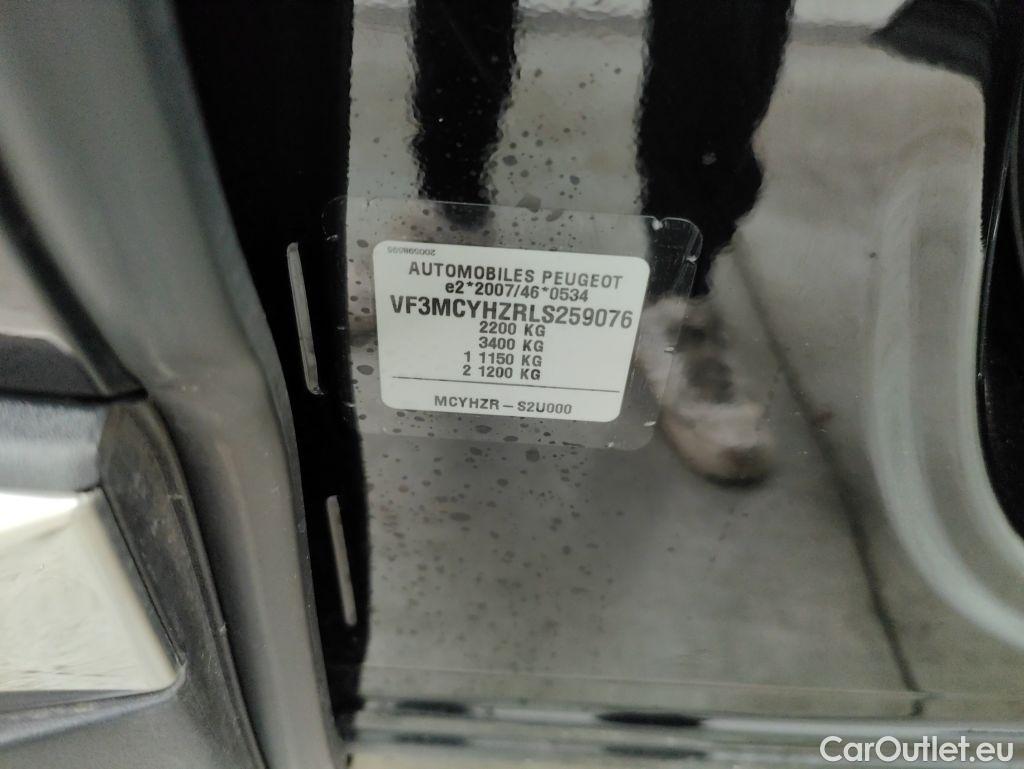 200598595
AUTOMOBILES PEUGEOT
e2*2007/46*0534
VF3MCYHZRLS259076
2200 KG
3400 KG
1 1150 KG
2 1200 KG
MCYHZR – S2U000
CarOutlet.eu